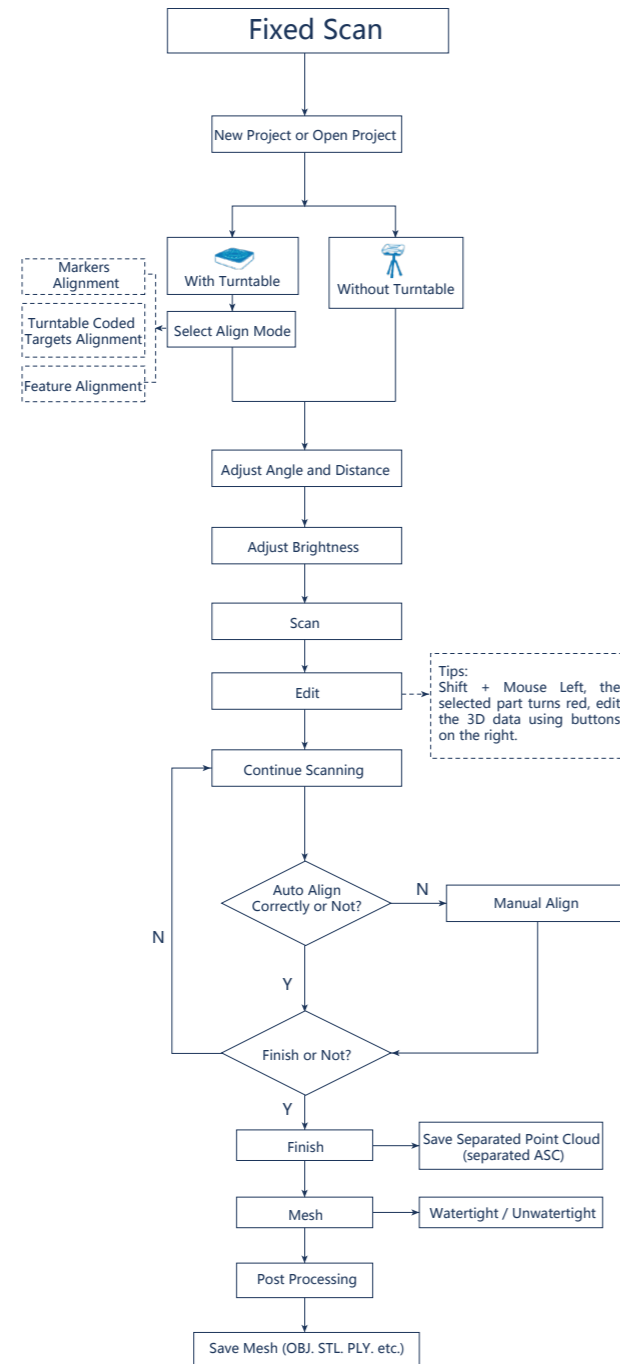 Fixed Scan
New Project or Open Project
With Turntable
Without Turntable
Markers
Alignment
Turntable Coded
Targets Alignment
Feature Alignment
Select Align Mode
Adjust Angle and Distance
Adjust Brightness
Scan
Edit
Tips:
Shift + Mouse Left, the
selected part turns red, edit
the 3D data using buttons
on the right.
Continue Scanning
Auto Align
Correctly or Not?
N
Manual Align
N
Y
Finish or Not?
Y
Finish
Save Separated Point Cloud
(separated ASC)
Mesh
Watertight / Unwatertight
Post Processing
Save Mesh (OBJ. STL. PLY. etc.)